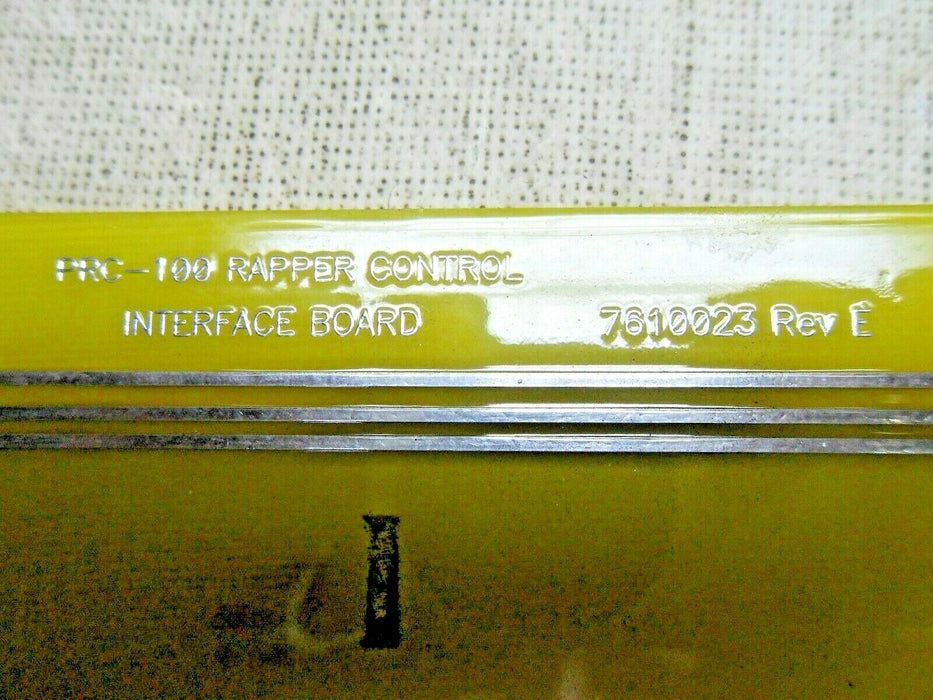 PRC-100 RAPPER CONTROL
INTERFACE BOARD 7610023 Rev E